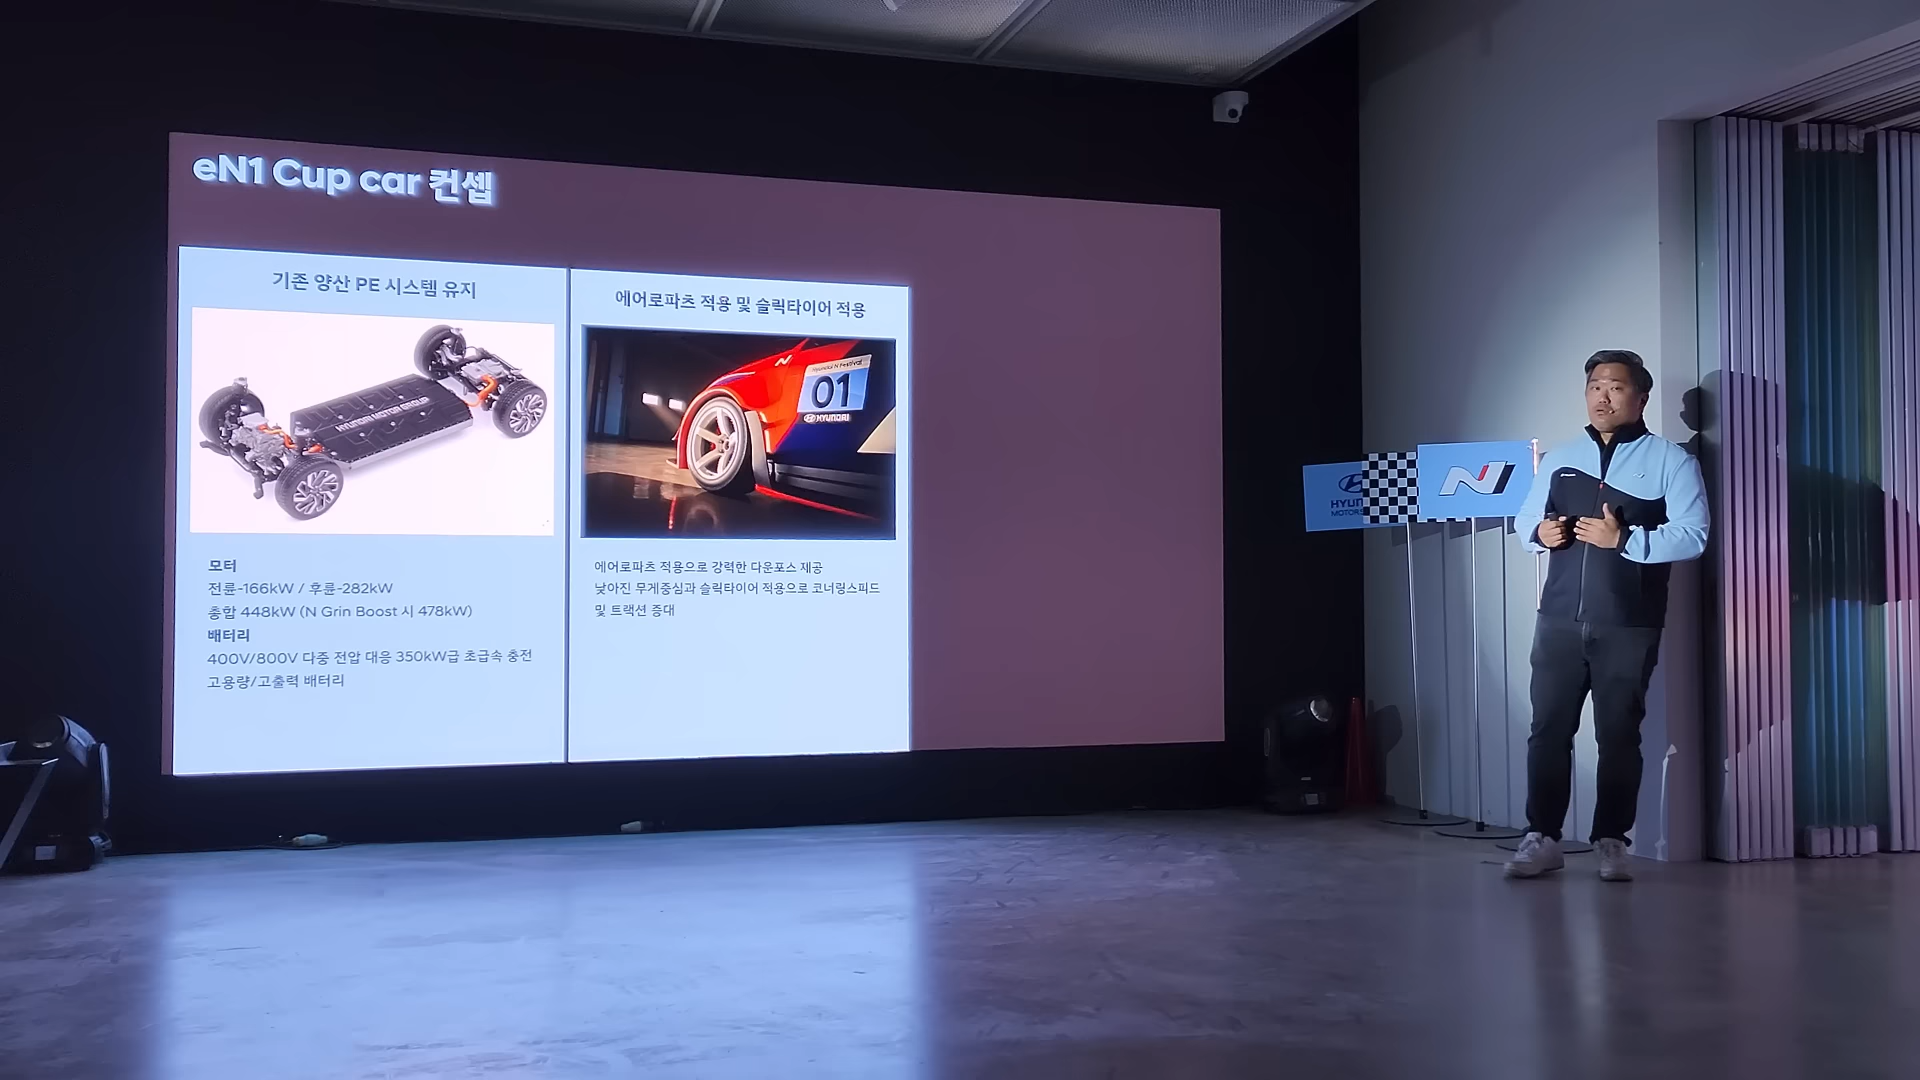 eN1 Cup car 컨셉
기존 양산 PE 시스템 유지
HYUNDAI MOTOR GROUP
모터
전륜-166kW / 후륜-282kW
총합 448kW (N Grin Boost 시 478kW)
배터리
400V/800V 다중 전압 대응 350kW급 초급속 충전
고용량/고출력 배터리
에어로파츠 적용 및 슬릭타이어 적용
N
Hyundai N Festival
01
HYUNDAI
에어로파츠 적용으로 강력한 다운포스 제공
낮아진 무게중심과 슬릭타이어 적용으로 코너링스피드
및 트랙션 증대
N